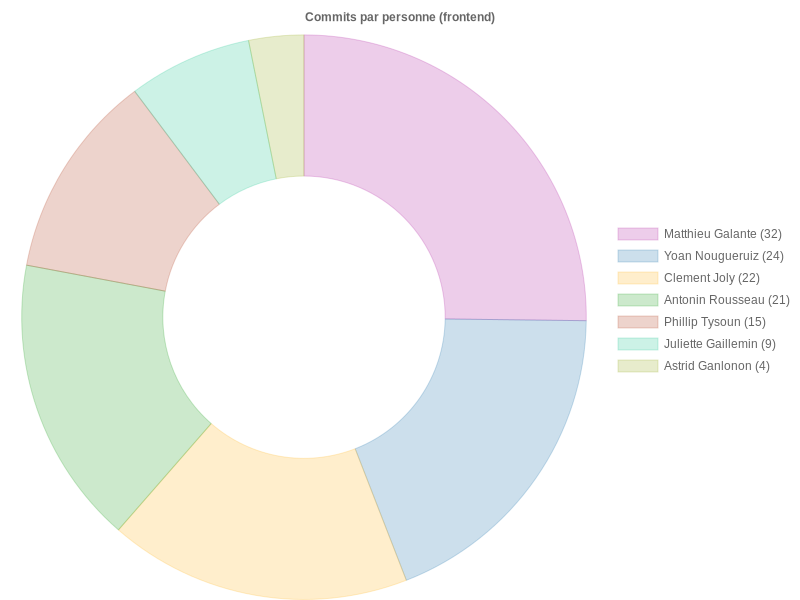 Commits par personne (frontend)
Matthieu Galante (32)
Yoan Nougueruiz (24)
Clement Joly (22)
Antonin Rousseau (21)
Phillip Tysoun (15)
Juliette Gaillemin (9)
Astrid Ganlonon (4)